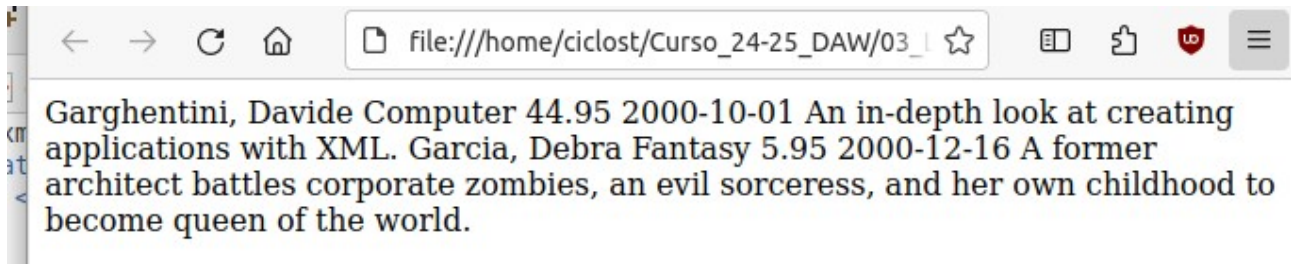 file:///home/ciclost/Curso_24-25_DAW/03_
Garghentini, Davide Computer 44.95 2000-10-01 An in-depth look at creating
applications with XML. Garcia, Debra Fantasy 5.95 2000-12-16 A former
architect battles corporate zombies, an evil sorceress, and her own childhood to
become queen of the world.